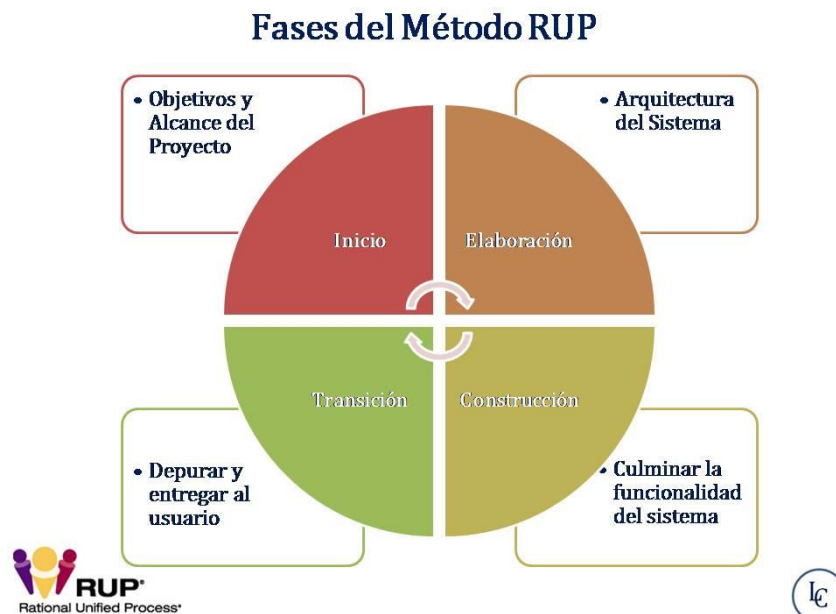 Fases del Método RUP
• Objetivos y
Alcance del
Proyecto
• Arquitectura
del Sistema
Inicio
Elaboración
Transición
Construcción
• Depurar y
entregar al
usuario
• Culminar la
funcionalidad
del sistema
RUP®
Rational Unified Process®
LC